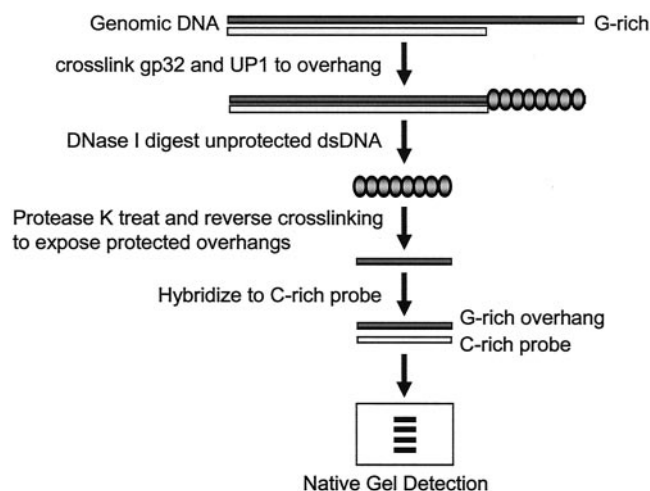 Genomic DNA
G-rich
crosslink gp32 and UP1 to overhang
DNase I digest unprotected dsDNA
Protease K treat and reverse crosslinking
to expose protected overhangs
Hybridize to C-rich probe
G-rich overhang
C-rich probe
Native Gel Detection